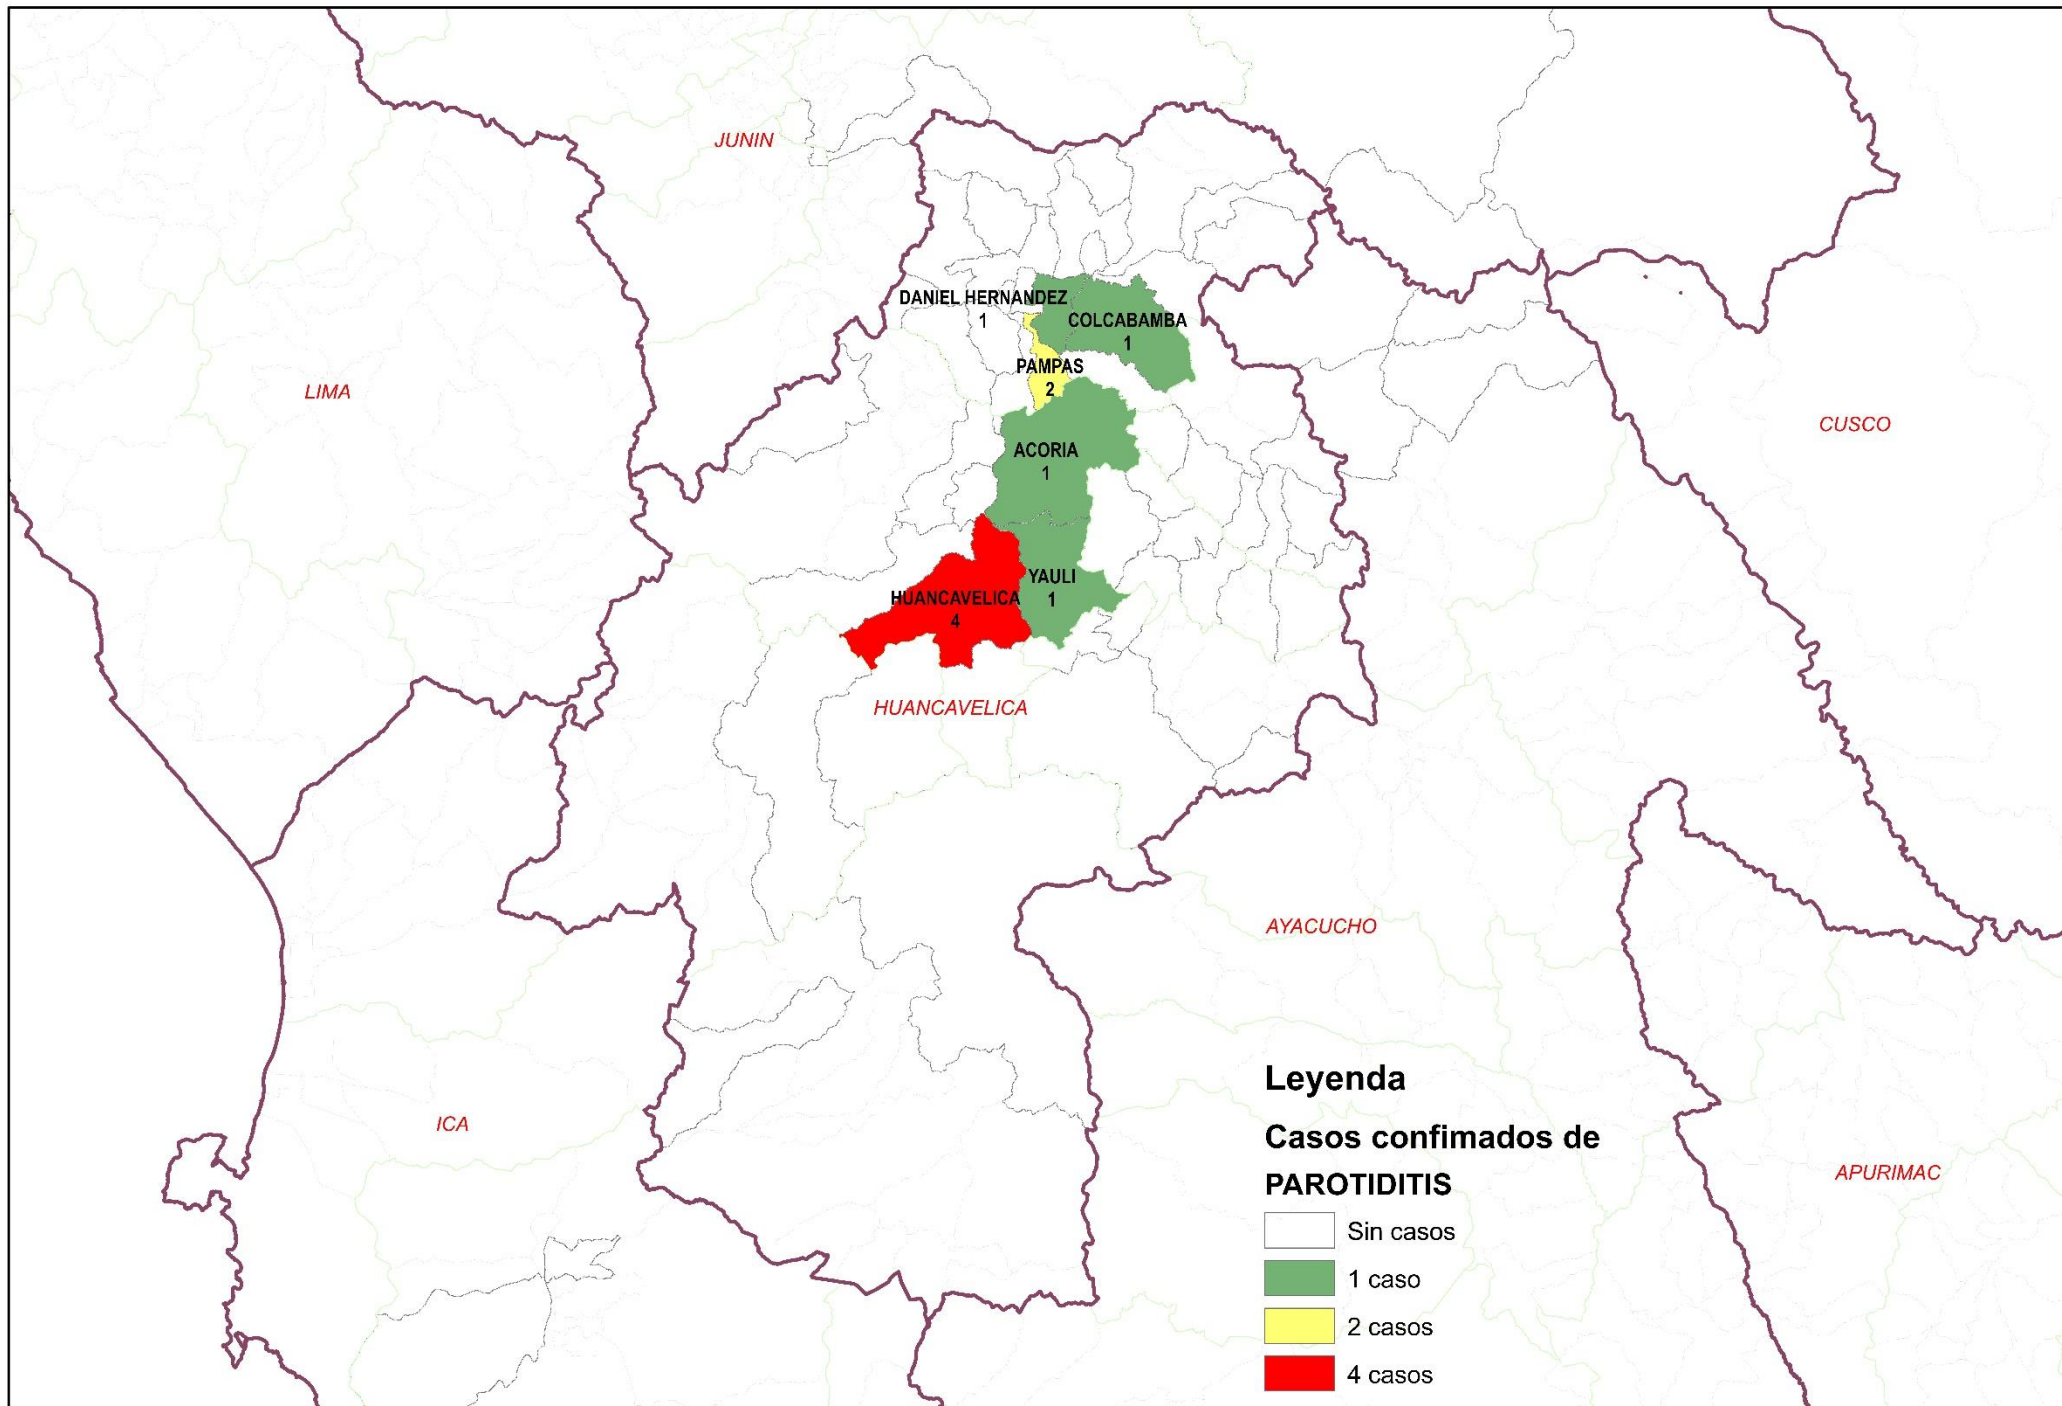 JUNIN
DANIEL HERNANDEZ
1
COLCABAMBA
1
PAMPAS
2
LIMA
CUSCO
ACORIA
1
YAULI
1
HUANCAVELICA
4
HUANCAVELICA
AYACUCHO
ICA
APURIMAC
Leyenda
Casos confimados de
PAROTIDITIS
Sin casos
1 caso
2 casos
4 casos